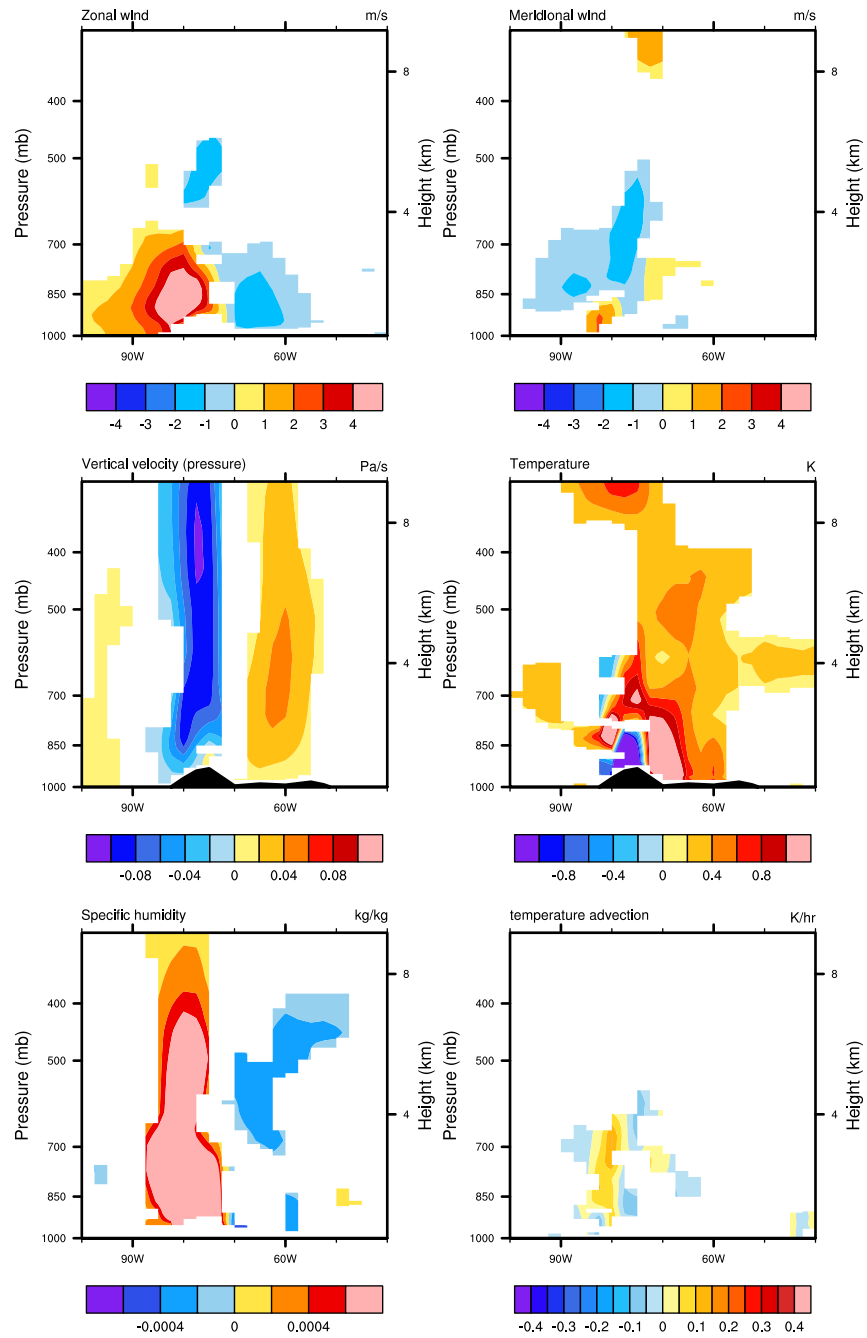 Zonal wind m/s
Pressure (mb)
400
500
700
850
1000
9
4
Height (km)
90W 60W
-4 -3 -2 -1 0 1 2 3 4
Meridional wind m/s
Pressure (mb)
400
500
700
850
1000
9
4
Height (km)
90W 60W
-4 -3 -2 -1 0 1 2 3 4
Vertical velocity (pressure) Pa/s
Pressure (mb)
400
500
700
850
1000
8
4
Height (km)
90W 60W
-0.08 -0.04 0 0.04 0.08
Temperature K
Pressure (mb)
400
500
700
850
1000
8
4
Height (km)
90W 60W
-0.8 -0.4 0 0.4 0.8
Specific humidity kg/kg
Pressure (mb)
400
500
700
850
1000
8
4
Height (km)
90W 60W
-0.0004 0 0.0004
temperature advection K/hr
Pressure (mb)
400
500
700
850
1000
8
4
Height (km)
90W 60W
-0.4 -0.3 -0.2 -0.1 0 0.1 0.2 0.3 0.4